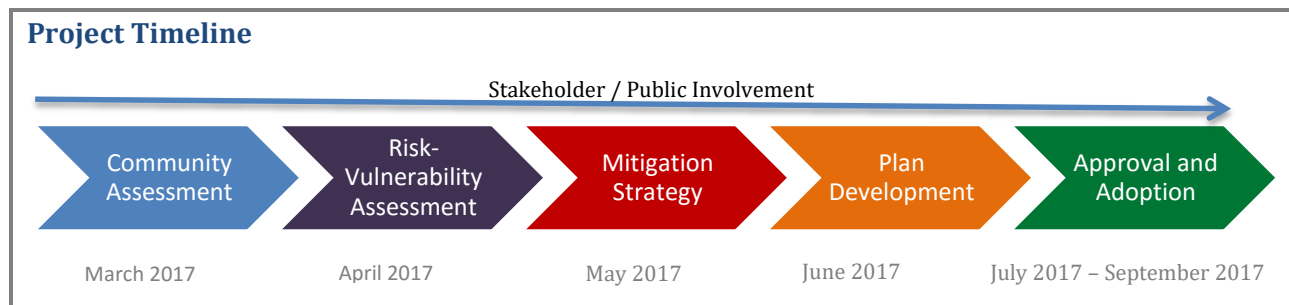 Project Timeline
Stakeholder / Public Involvement
Community
Assessment
Risk-
Vulnerability
Assessment
Mitigation
Strategy
Plan
Development
Approval and
Adoption
March 2017
April 2017
May 2017
June 2017
July 2017 – September 2017